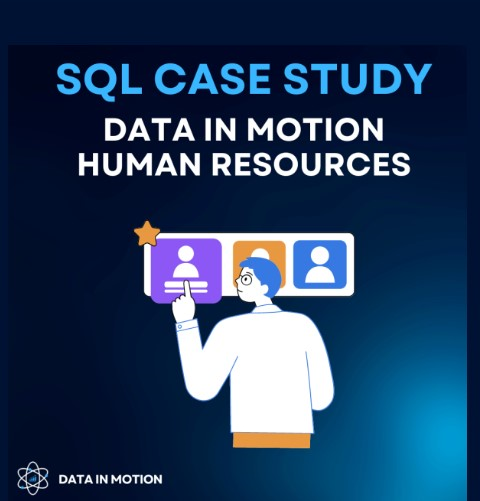 SQL CASE STUDY
DATA IN MOTION
HUMAN RESOURCES
DATA IN MOTION